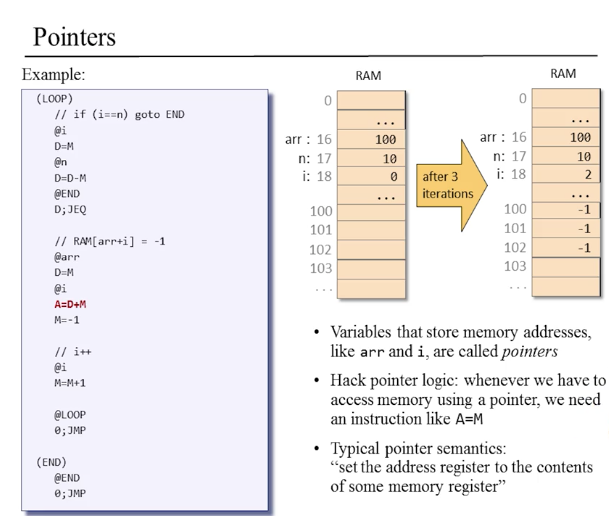 Pointers
Example:
(LOOP)
// if (i==n) goto END
@i
D=M
@n
D=D-M
@END
D;JEQ
// RAM[arr+i] = -1
@arr
D=M
@i
A=D+M
M=-1
// i++
@i
M=M+1
@LOOP
0;JMP
(END)
@END
0;JMP
RAM
0
...
arr : 16 100
n: 17 10
i: 18 0
...
100
101
102
103
...
after 3
iterations
RAM
0
...
arr : 16 100
n: 17 10
i: 18 2
...
100 -1
101 -1
102 -1
103
...
• Variables that store memory addresses,
like arr and i, are called pointers
• Hack pointer logic: whenever we have to
access memory using a pointer, we need
an instruction like A=M
• Typical pointer semantics:
“set the address register to the contents
of some memory register”